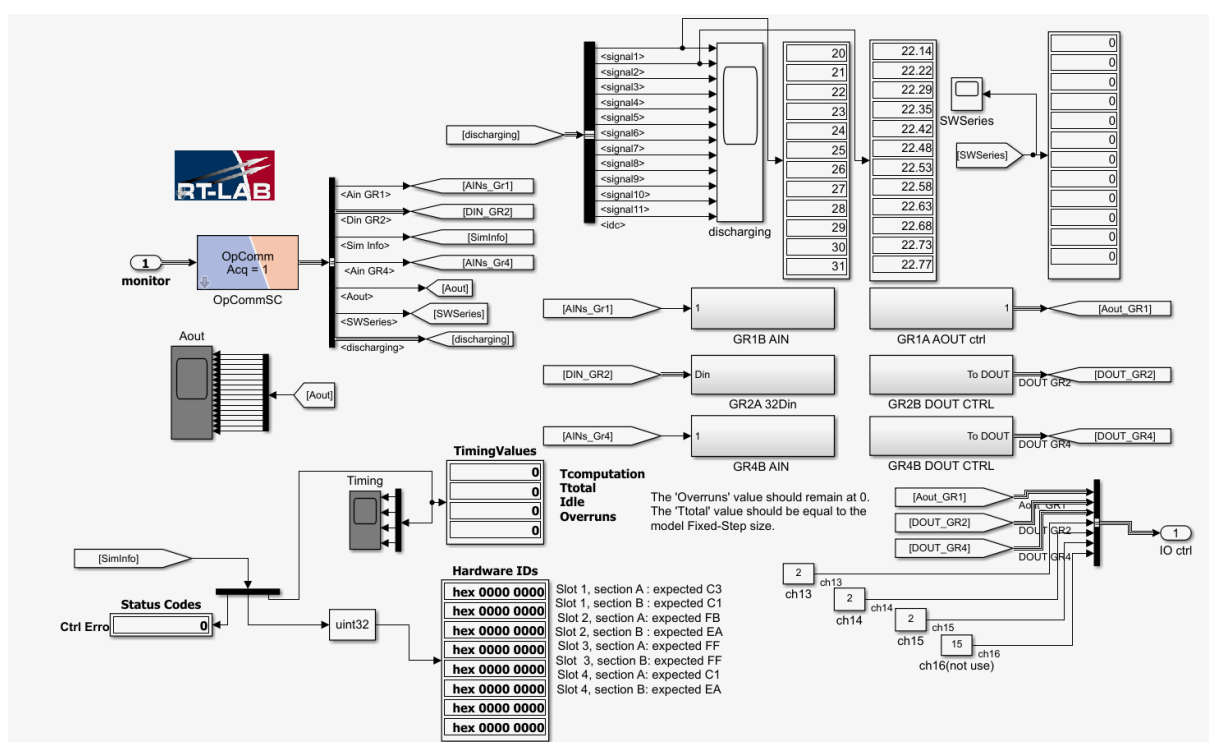 <signal1>
<signal2>
<signal3>
<signal4>
<signal5>
<signal6>
<signal7>
<signal8>
<signal9>
<signal10>
<signal11>
<idc>
[discharging]
discharging
20
21
22
23
24
25
26
27
28
29
30
31
22.14
22.22
22.29
22.35
22.42
22.48
22.53
22.58
22.63
22.68
22.73
22.77
SWSeries
[SWSeries]
0
0
0
0
0
0
0
0
0
0
0
0
RT-LAB
1
monitor
OpComm
Acq = 1
OpCommSC
<Ain GR1>
<Din GR2>
<Sim Info>
<Ain GR4>
<Aout>
<SWSeries>
<discharging>
[AINs_Gr1]
[DIN_GR2]
[SimInfo]
[AINs_Gr4]
[Aout]
[SWSeries]
[discharging]
Aout
[Aout]
[AINs_Gr1]
1
GR1B AIN
1
GR1A AOUT ctrl
[Aout_GR1]
[DIN_GR2]
Din
GR2A 32Din
To DOUT
DOUT GR2
GR2B DOUT CTRL
[DOUT_GR2]
[AINs_Gr4]
1
GR4B AIN
To DOUT
DOUT GR4
GR4B DOUT CTRL
[DOUT_GR4]
TimingValues
0
0
0
0
Timing
Tcomputation
Ttotal
Idle
Overruns
The 'Overruns' value should remain at 0.
The 'Ttotal' value should be equal to the
model Fixed-Step size.
[Aout_GR1]
Aout GR1
[DOUT_GR2]
DOUT GR2
[DOUT_GR4]
DOUT GR4
1
IO ctrl
2
ch13
ch13
2
ch14
ch14
2
ch15
ch15
15
ch16
ch16(not use)
[SimInfo]
Status Codes
Ctrl Erro
0
uint32
Hardware IDs
hex 0000 0000
hex 0000 0000
hex 0000 0000
hex 0000 0000
hex 0000 0000
hex 0000 0000
hex 0000 0000
hex 0000 0000
Slot 1, section A : expected C3
Slot 1, section B : expected C1
Slot 2, section A: expected FB
Slot 2, section B : expected EA
Slot 3, section A: expected FF
Slot  3, section B: expected FF
Slot 4, section A: expected C1
Slot 4, section B: expected EA